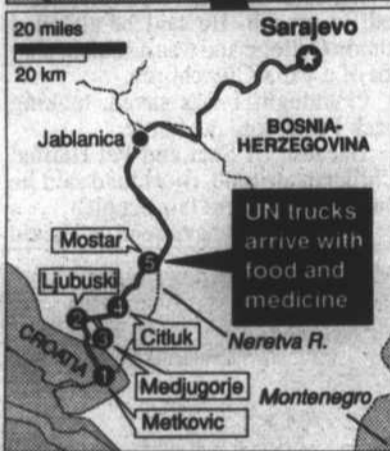 20 miles
20 km
Sarajevo
Jablanica
BOSNIA-
HERZEGOVINA
UN trucks
arrive with
food and
medicine
Mostar
5
Ljubuski
2
4
Citluk
Neretva R.
CROATIA
3
1
Medjugorje
Metkovic
Montenegro